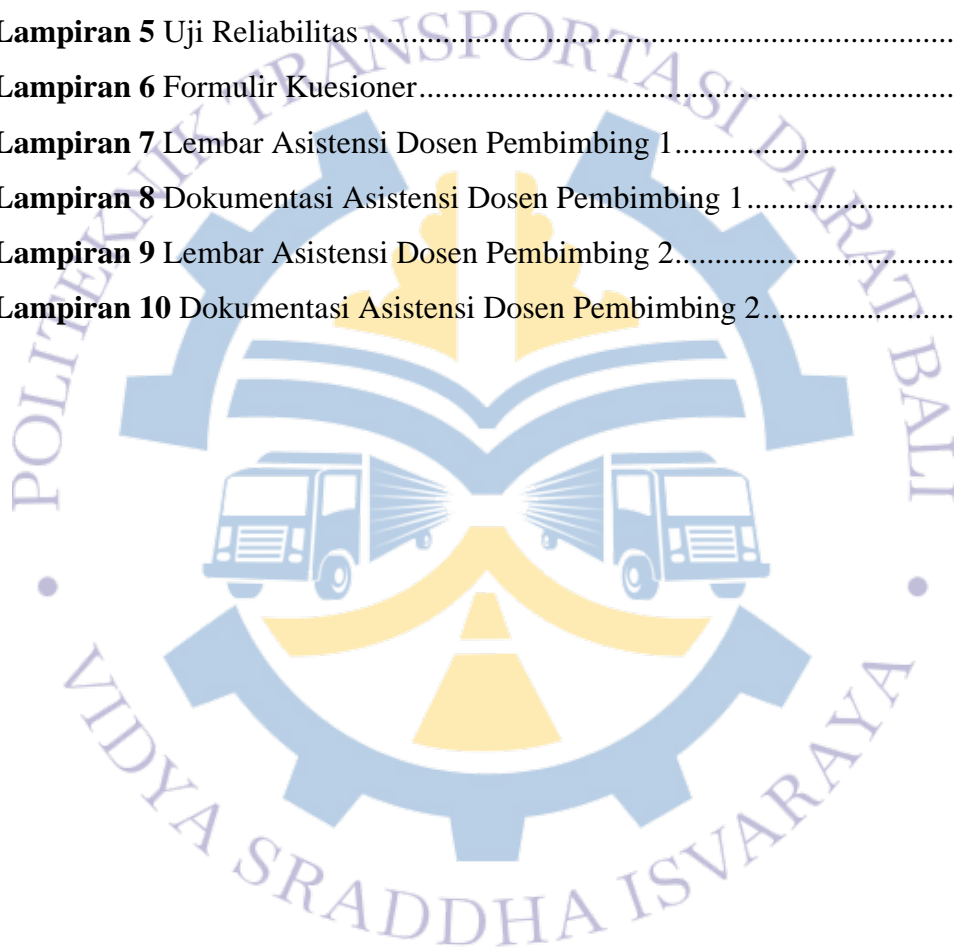 Lampiran 5 Uji Reliabilitas....................................................................................
Lampiran 6 Formulir Kuesioner..........................................................................
Lampiran 7 Lembar Asistensi Dosen Pembimbing 1......................................
Lampiran 8 Dokumentasi Asistensi Dosen Pembimbing 1............................
Lampiran 9 Lembar Asistensi Dosen Pembimbing 2......................................
Lampiran 10 Dokumentasi Asistensi Dosen Pembimbing 2..........................
POLITEKNIK TRANSPORTASI DARAT BALI
VIDYA SRADDHA ISVARAYA